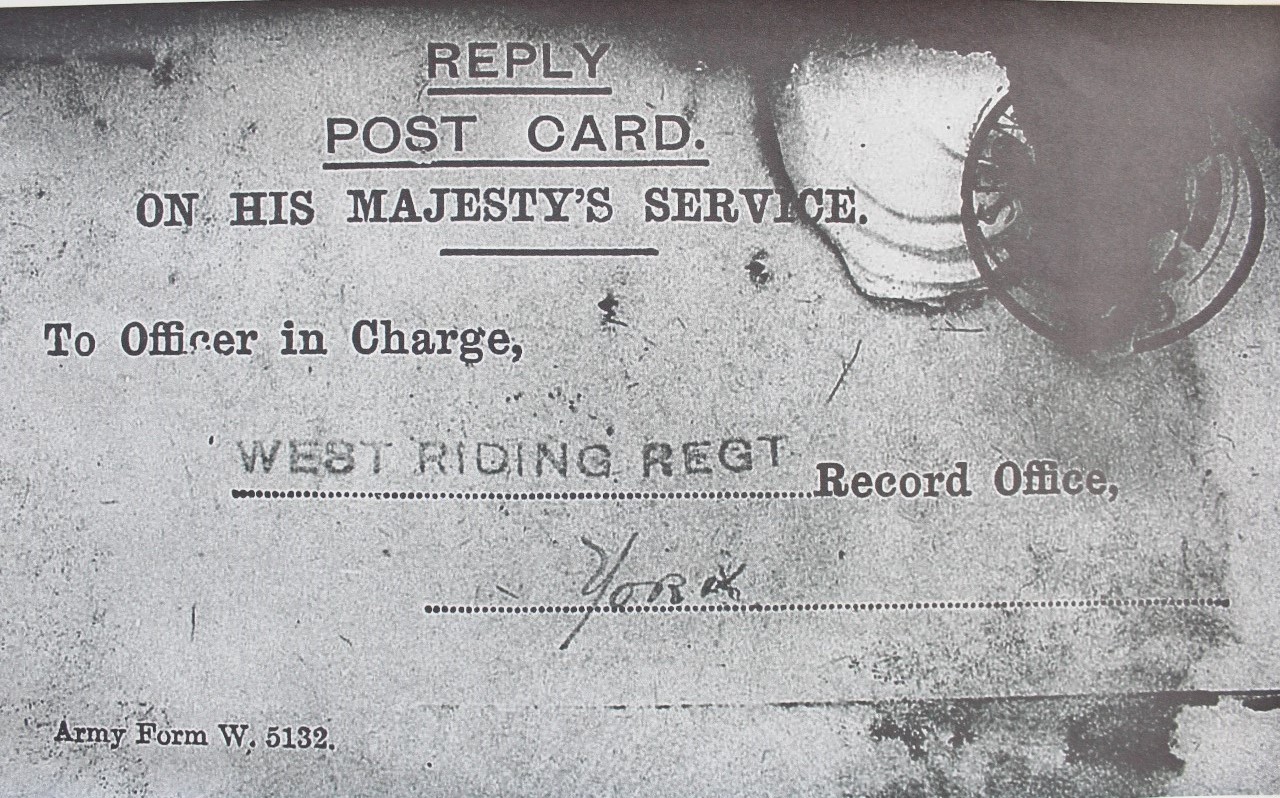 REPLY
POST CARD.
ON HIS MAJESTY'S SERVICE.
To Officer in Charge,
WEST RIDING REGT Record Office,
York
Army Form W. 5132.